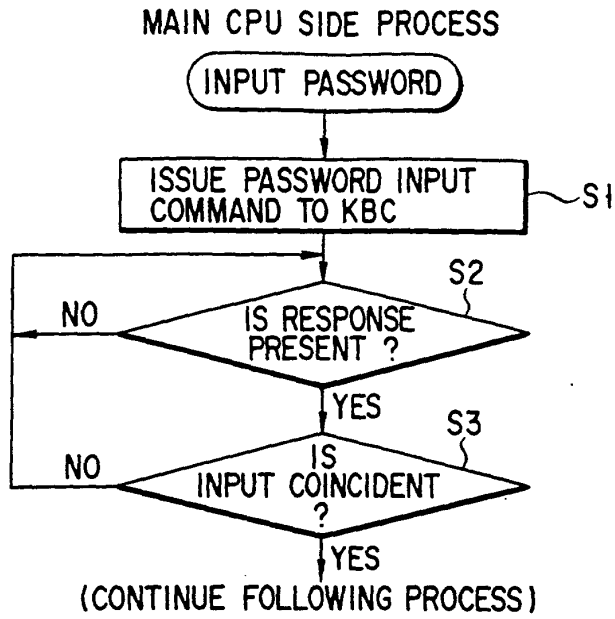 MAIN CPU SIDE PROCESS
INPUT PASSWORD
ISSUE PASSWORD INPUT
COMMAND TO KBC
S1
S2
NO
IS RESPONSE
PRESENT ?
YES
S3
NO
IS
INPUT COINCIDENT
?
YES
(CONTINUE FOLLOWING PROCESS)